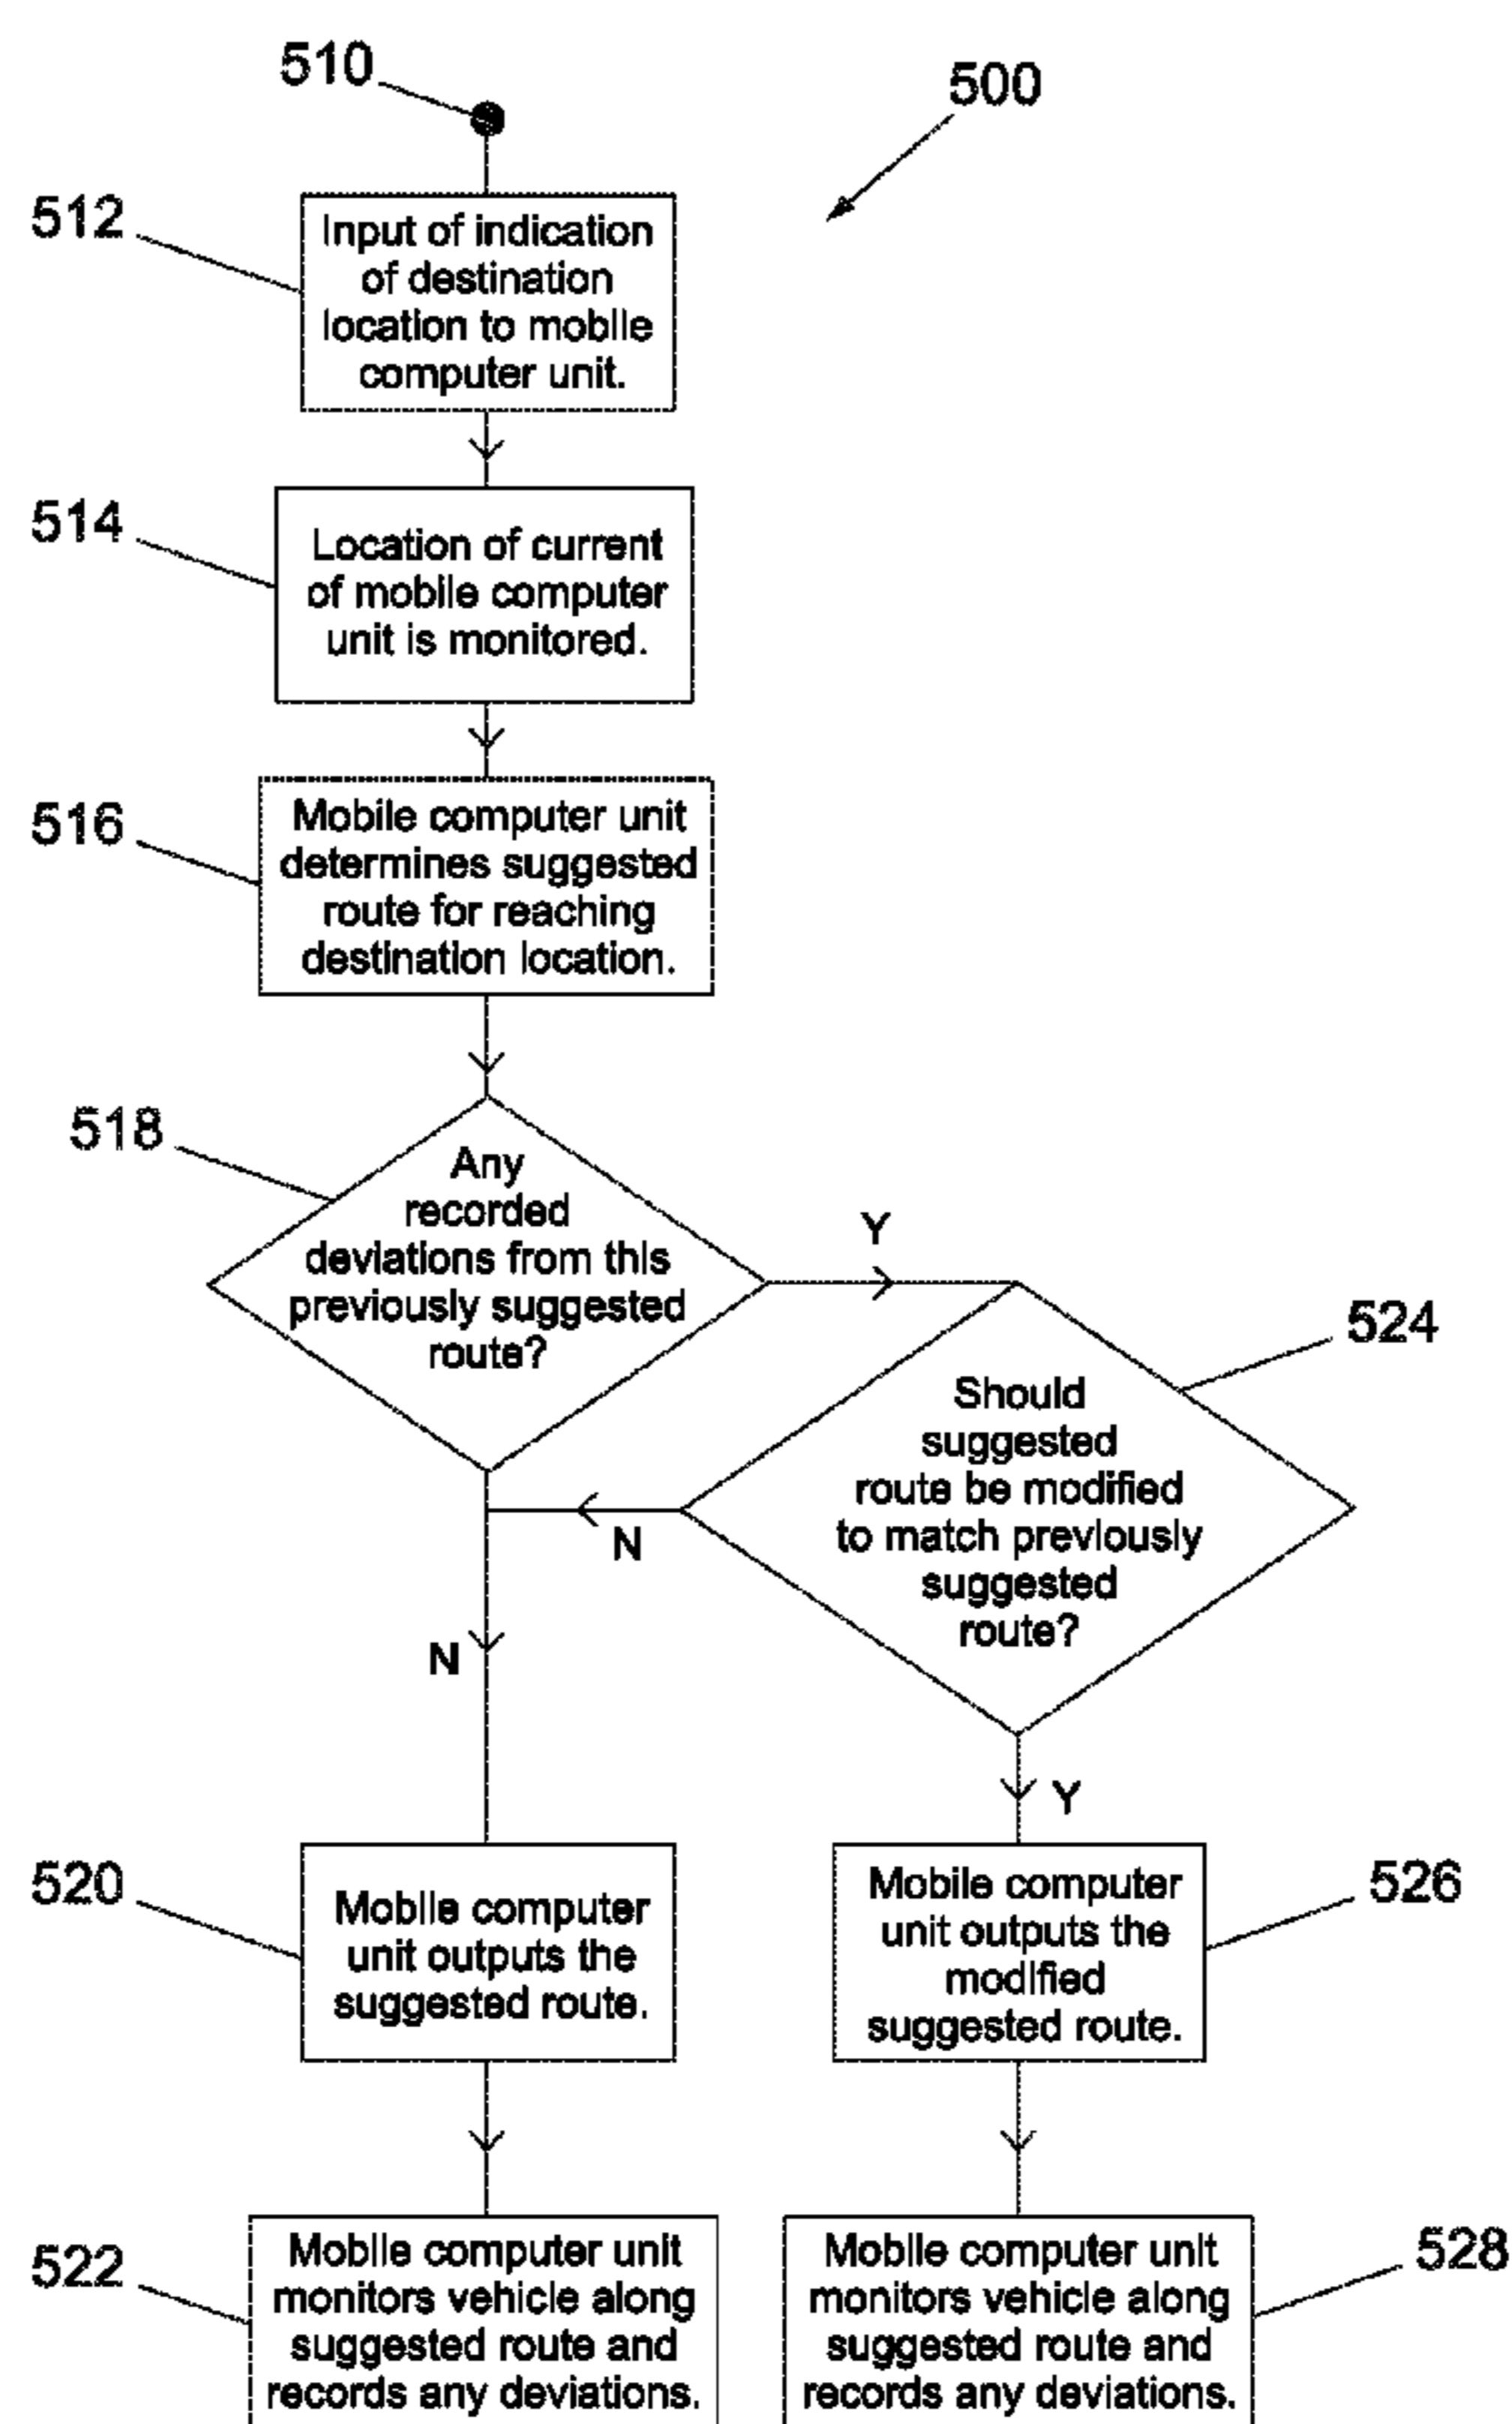 510
500
512
Input of indication
of destination
location to mobile
computer unit.
514
Location of current
of mobile computer
unit is monitored.
516
Mobile computer unit
determines suggested
route for reaching
destination location.
518
Any
recorded
deviations from this
previously suggested
route?
Y
524
Should
suggested
route be modified
to match previously
suggested
route?
N
N
Y
520
Mobile computer
unit outputs the
suggested route.
526
Mobile computer
unit outputs the
modified
suggested route.
522
Mobile computer unit
monitors vehicle along
suggested route and
records any deviations.
528
Mobile computer unit
monitors vehicle along
suggested route and
records any deviations.